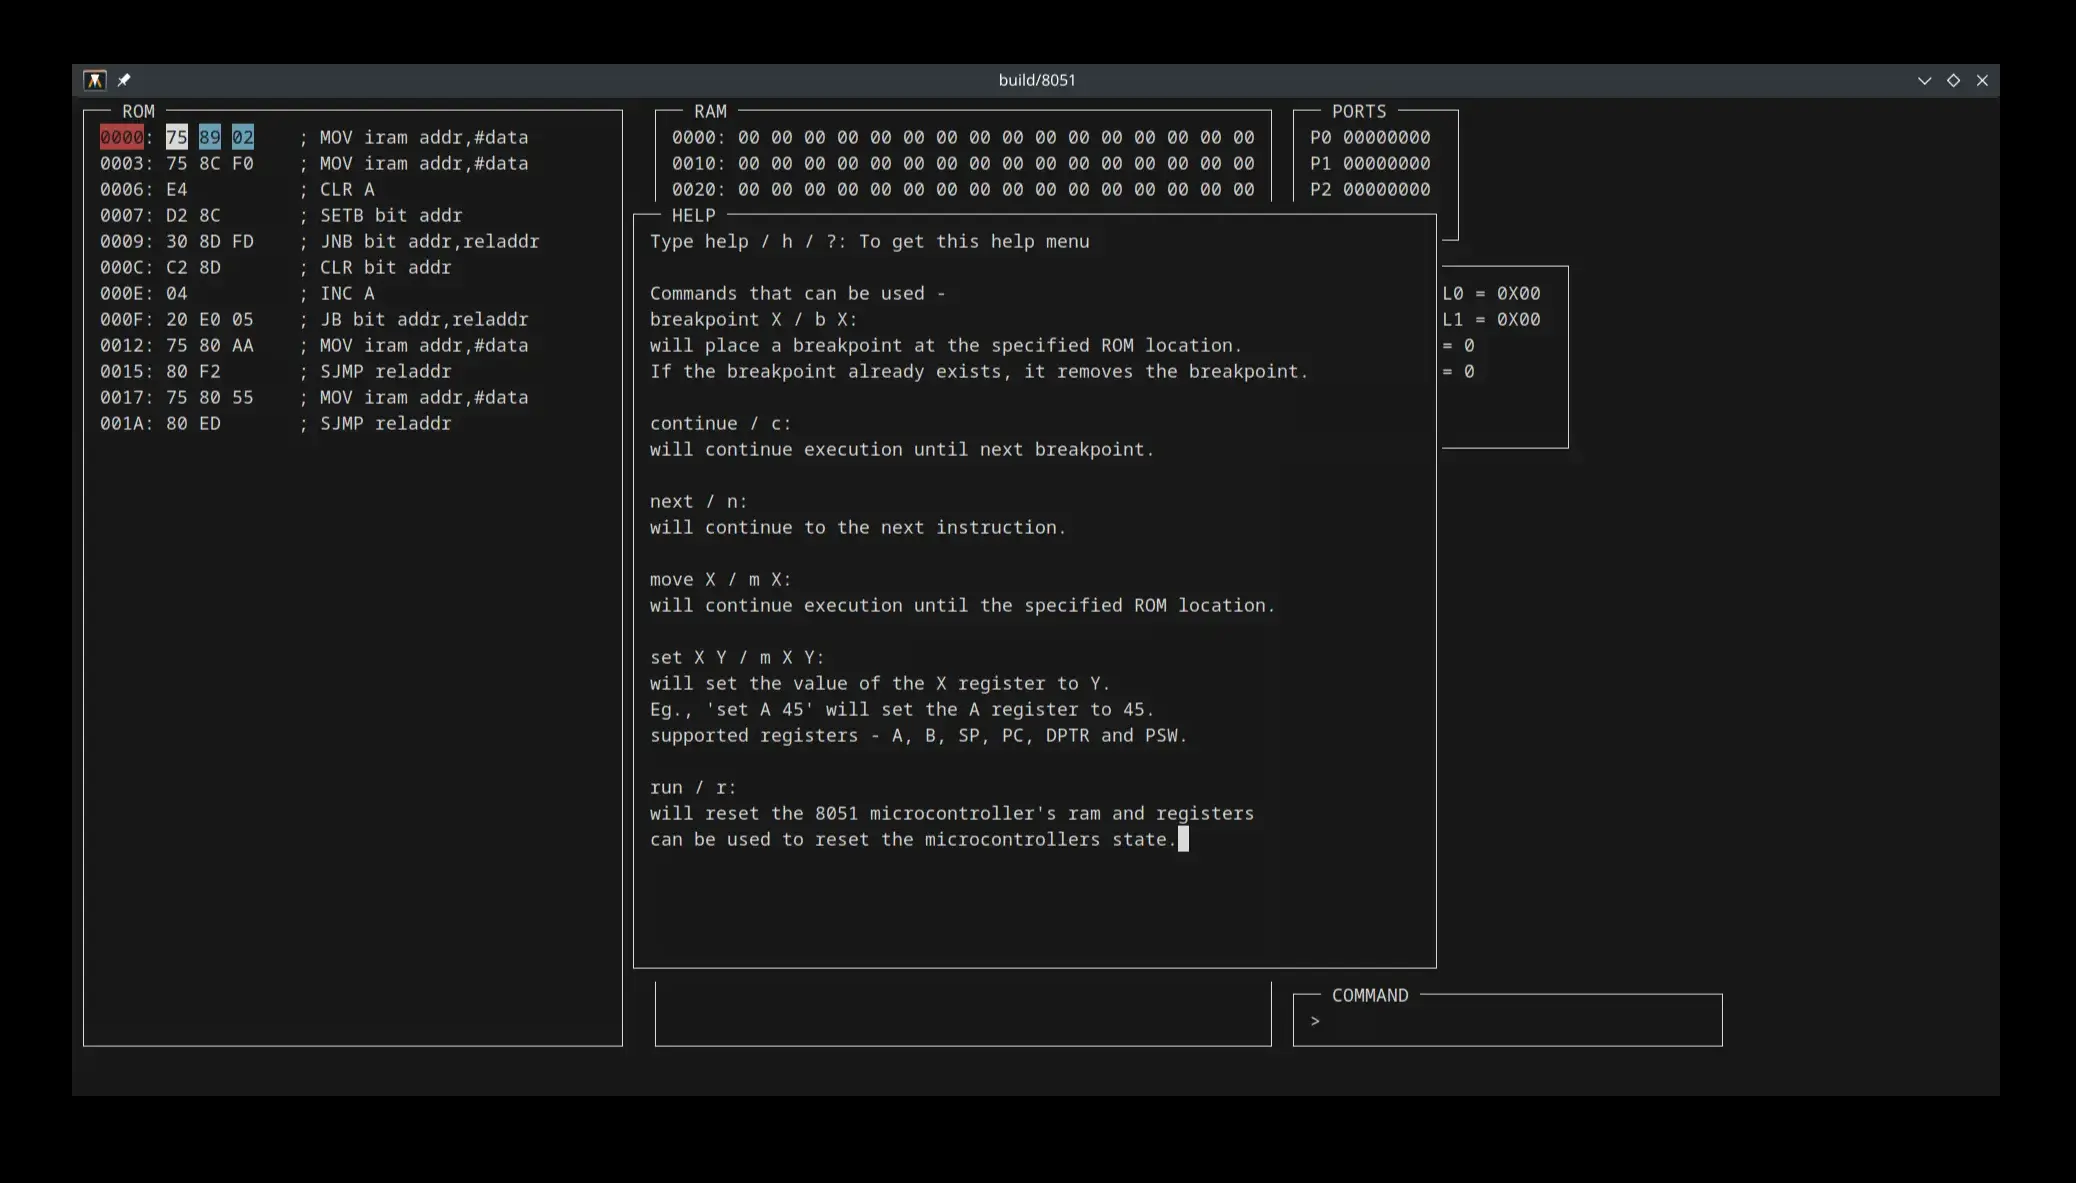 build/8051
ROM
0000: 75 89 02 ; MOV iram addr,#data
0003: 75 8C F0 ; MOV iram addr,#data
0006: E4 ; CLR A
0007: D2 8C ; SETB bit addr
0009: 30 8D FD ; JNB bit addr,reladdr
000C: C2 8D ; CLR bit addr
000E: 04 ; INC A
000F: 20 E0 05 ; JB bit addr,reladdr
0012: 75 80 AA ; MOV iram addr,#data
0015: 80 F2 ; SJMP reladdr
0017: 75 80 55 ; MOV iram addr,#data
001A: 80 ED ; SJMP reladdr
RAM
0000: 00 00 00 00 00 00 00 00 00 00 00 00 00 00 00 00
0010: 00 00 00 00 00 00 00 00 00 00 00 00 00 00 00 00
0020: 00 00 00 00 00 00 00 00 00 00 00 00 00 00 00 00
PORTS
P0 00000000
P1 00000000
P2 00000000
HELP
Type help / h / ?: To get this help menu
Commands that can be used -
breakpoint X / b X:
will place a breakpoint at the specified ROM location.
If the breakpoint already exists, it removes the breakpoint.
continue / c:
will continue execution until next breakpoint.
next / n:
will continue to the next instruction.
move X / m X:
will continue execution until the specified ROM location.
set X Y / m X Y:
will set the value of the X register to Y.
Eg., 'set A 45' will set the A register to 45.
supported registers - A, B, SP, PC, DPTR and PSW.
run / r:
will reset the 8051 microcontroller's ram and registers
can be used to reset the microcontrollers state.
L0 = 0X00
L1 = 0X00
= 0
= 0
COMMAND
>